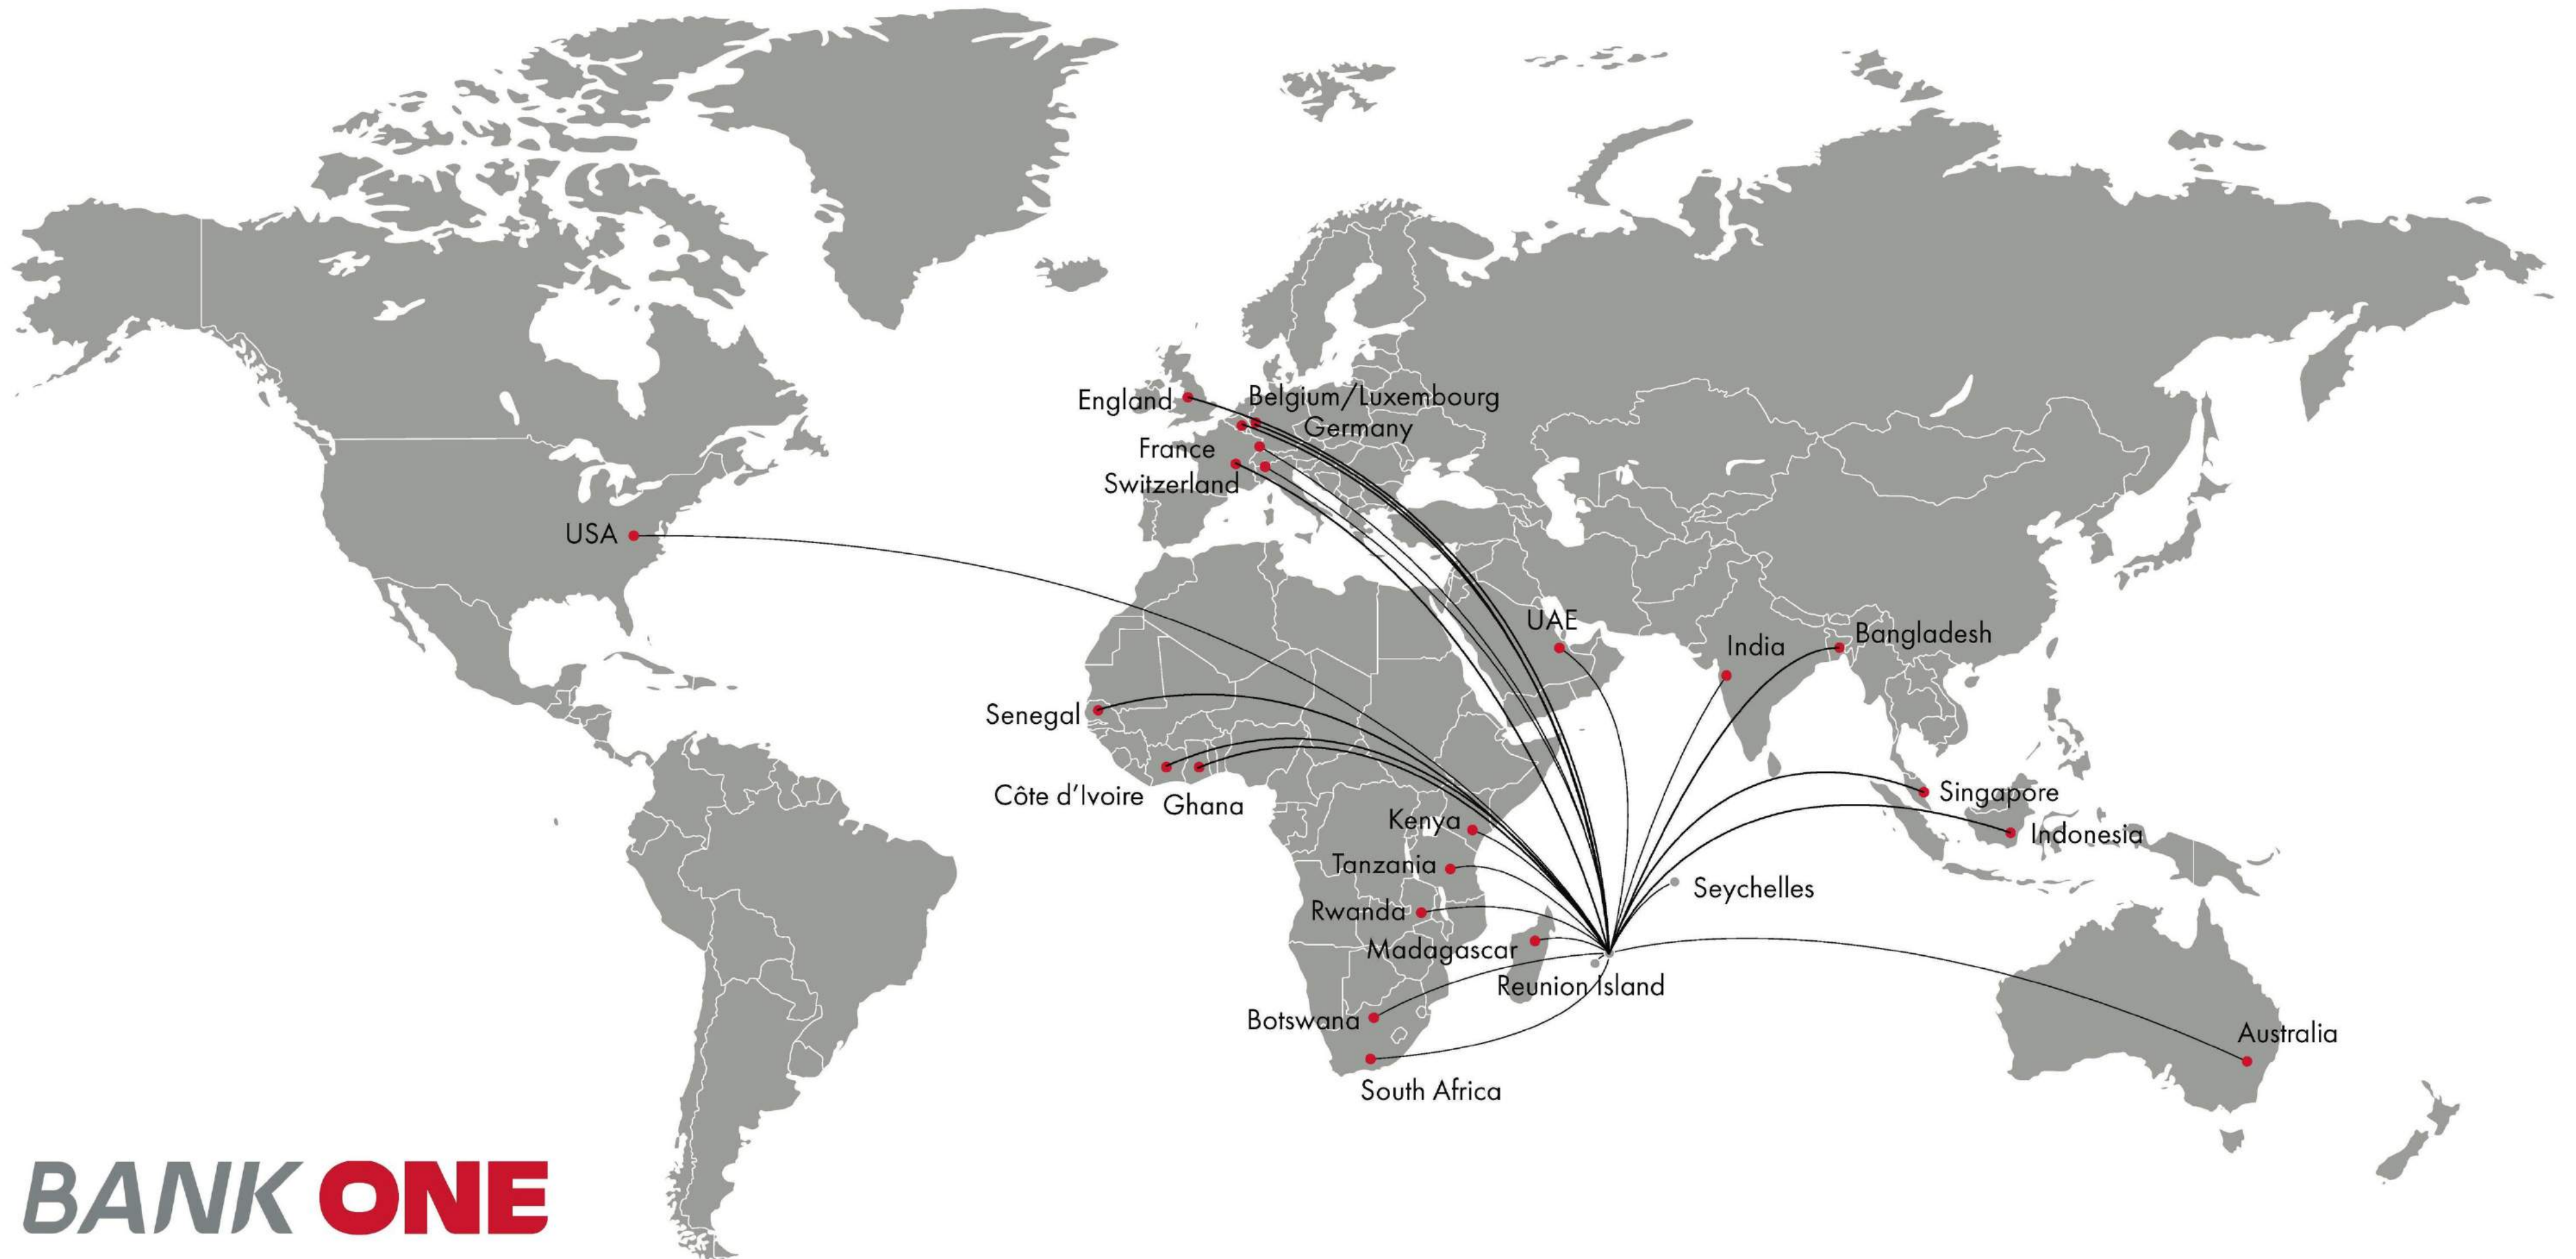 England
Belgium/Luxembourg
Germany
France
Switzerland
USA
UAE
India
Bangladesh
Senegal
Côte d’Ivoire
Ghana
Singapore
Kenya
Indonesia
Tanzania
Seychelles
Rwanda
Madagascar
Reunion Island
Botswana
Australia
South Africa
BANK ONE